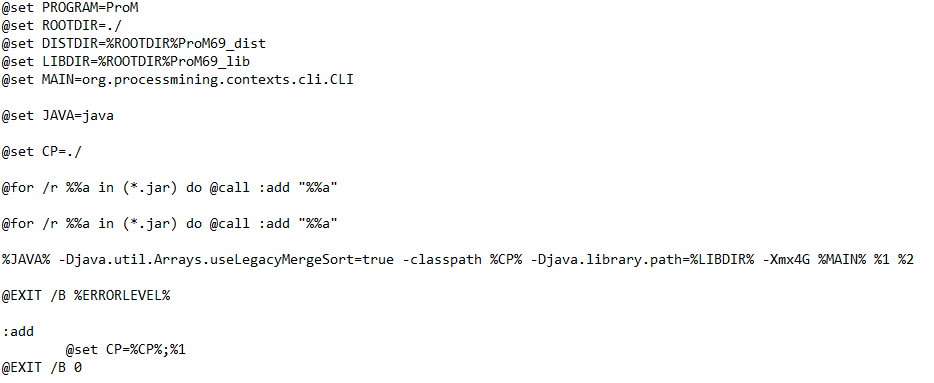 @set PROGRAM=ProM
@set ROOTDIR=./
@set DISTDIR=%ROOTDIR%ProM69_dist
@set LIBDIR=%ROOTDIR%ProM69_lib
@set MAIN=org.processmining.contexts.cli.CLI
@set JAVA=java
@set CP=./
@for /r %%a in (*.jar) do @call :add "%%a"
@for /r %%a in (*.jar) do @call :add "%%a"
%JAVA% -Djava.util.Arrays.useLegacyMergeSort=true -classpath %CP% -Djava.library.path=%LIBDIR% -Xmx4G %MAIN% %1 %2
@EXIT /B %ERRORLEVEL%
:add
@set CP=%CP%;%1
@EXIT /B 0